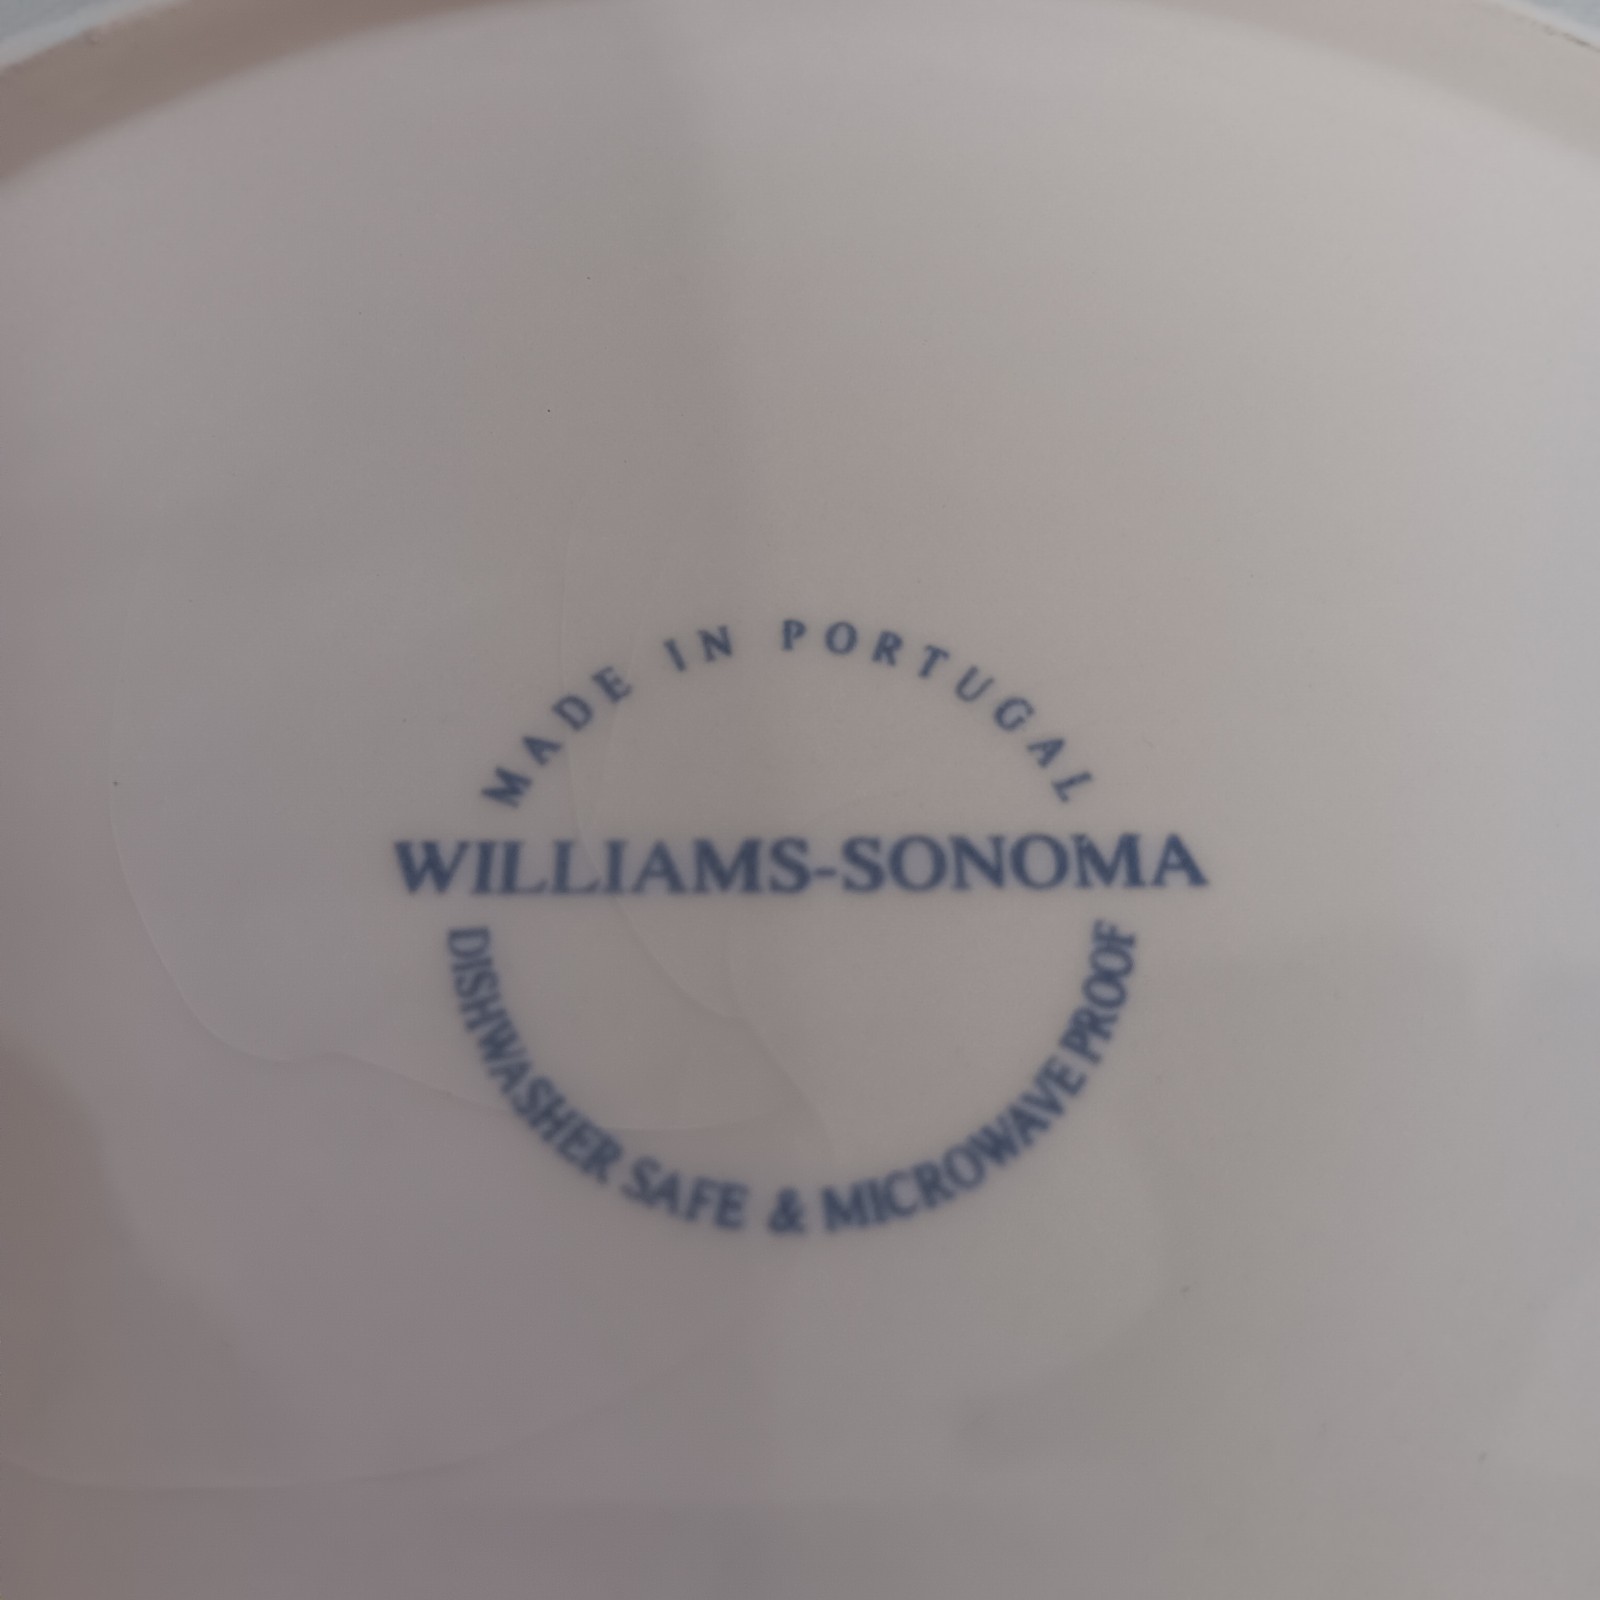 MADE IN PORTUGAL
WILLIAMS-SONOMA
DISHWASHER SAFE & MICROWAVE PROOF